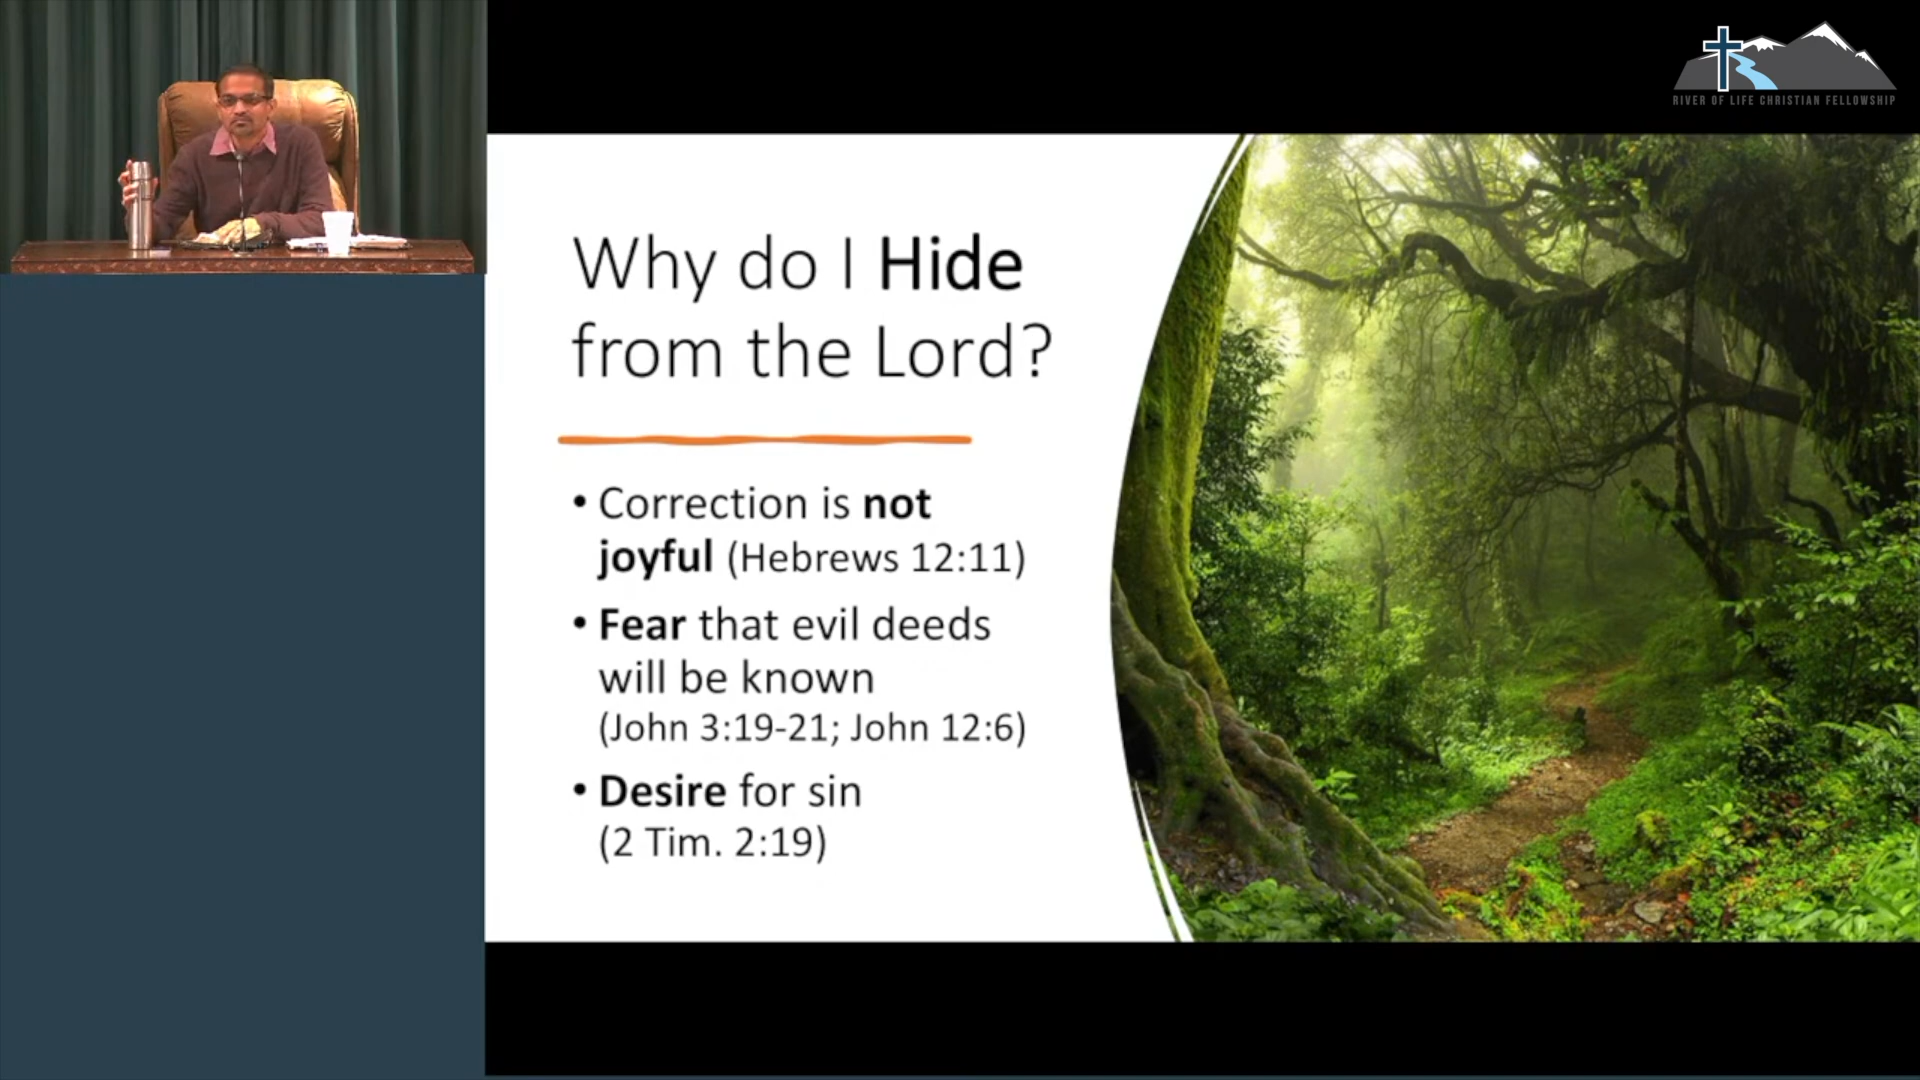 RIVER OF LIFE CHRISTIAN FELLOWSHIP
Why do I Hide
from the Lord?
• Correction is not
joyful (Hebrews 12:11)
• Fear that evil deeds
will be known
(John 3:19-21; John 12:6)
• Desire for sin
(2 Tim. 2:19)